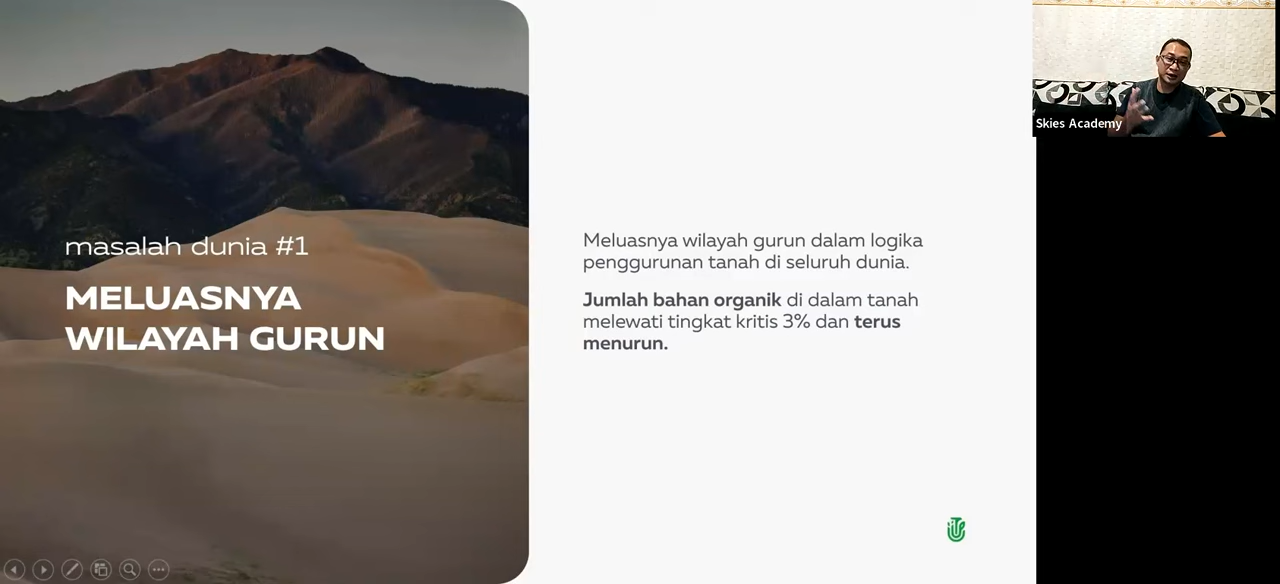 masalah dunia #1
MELUASNYA
WILAYAH GURUN
Meluasnya wilayah gurun dalam logika
penggurunan tanah di seluruh dunia.
Jumlah bahan organik di dalam tanah
melewati tingkat kritis 3% dan terus
menurun.
Skies Academy